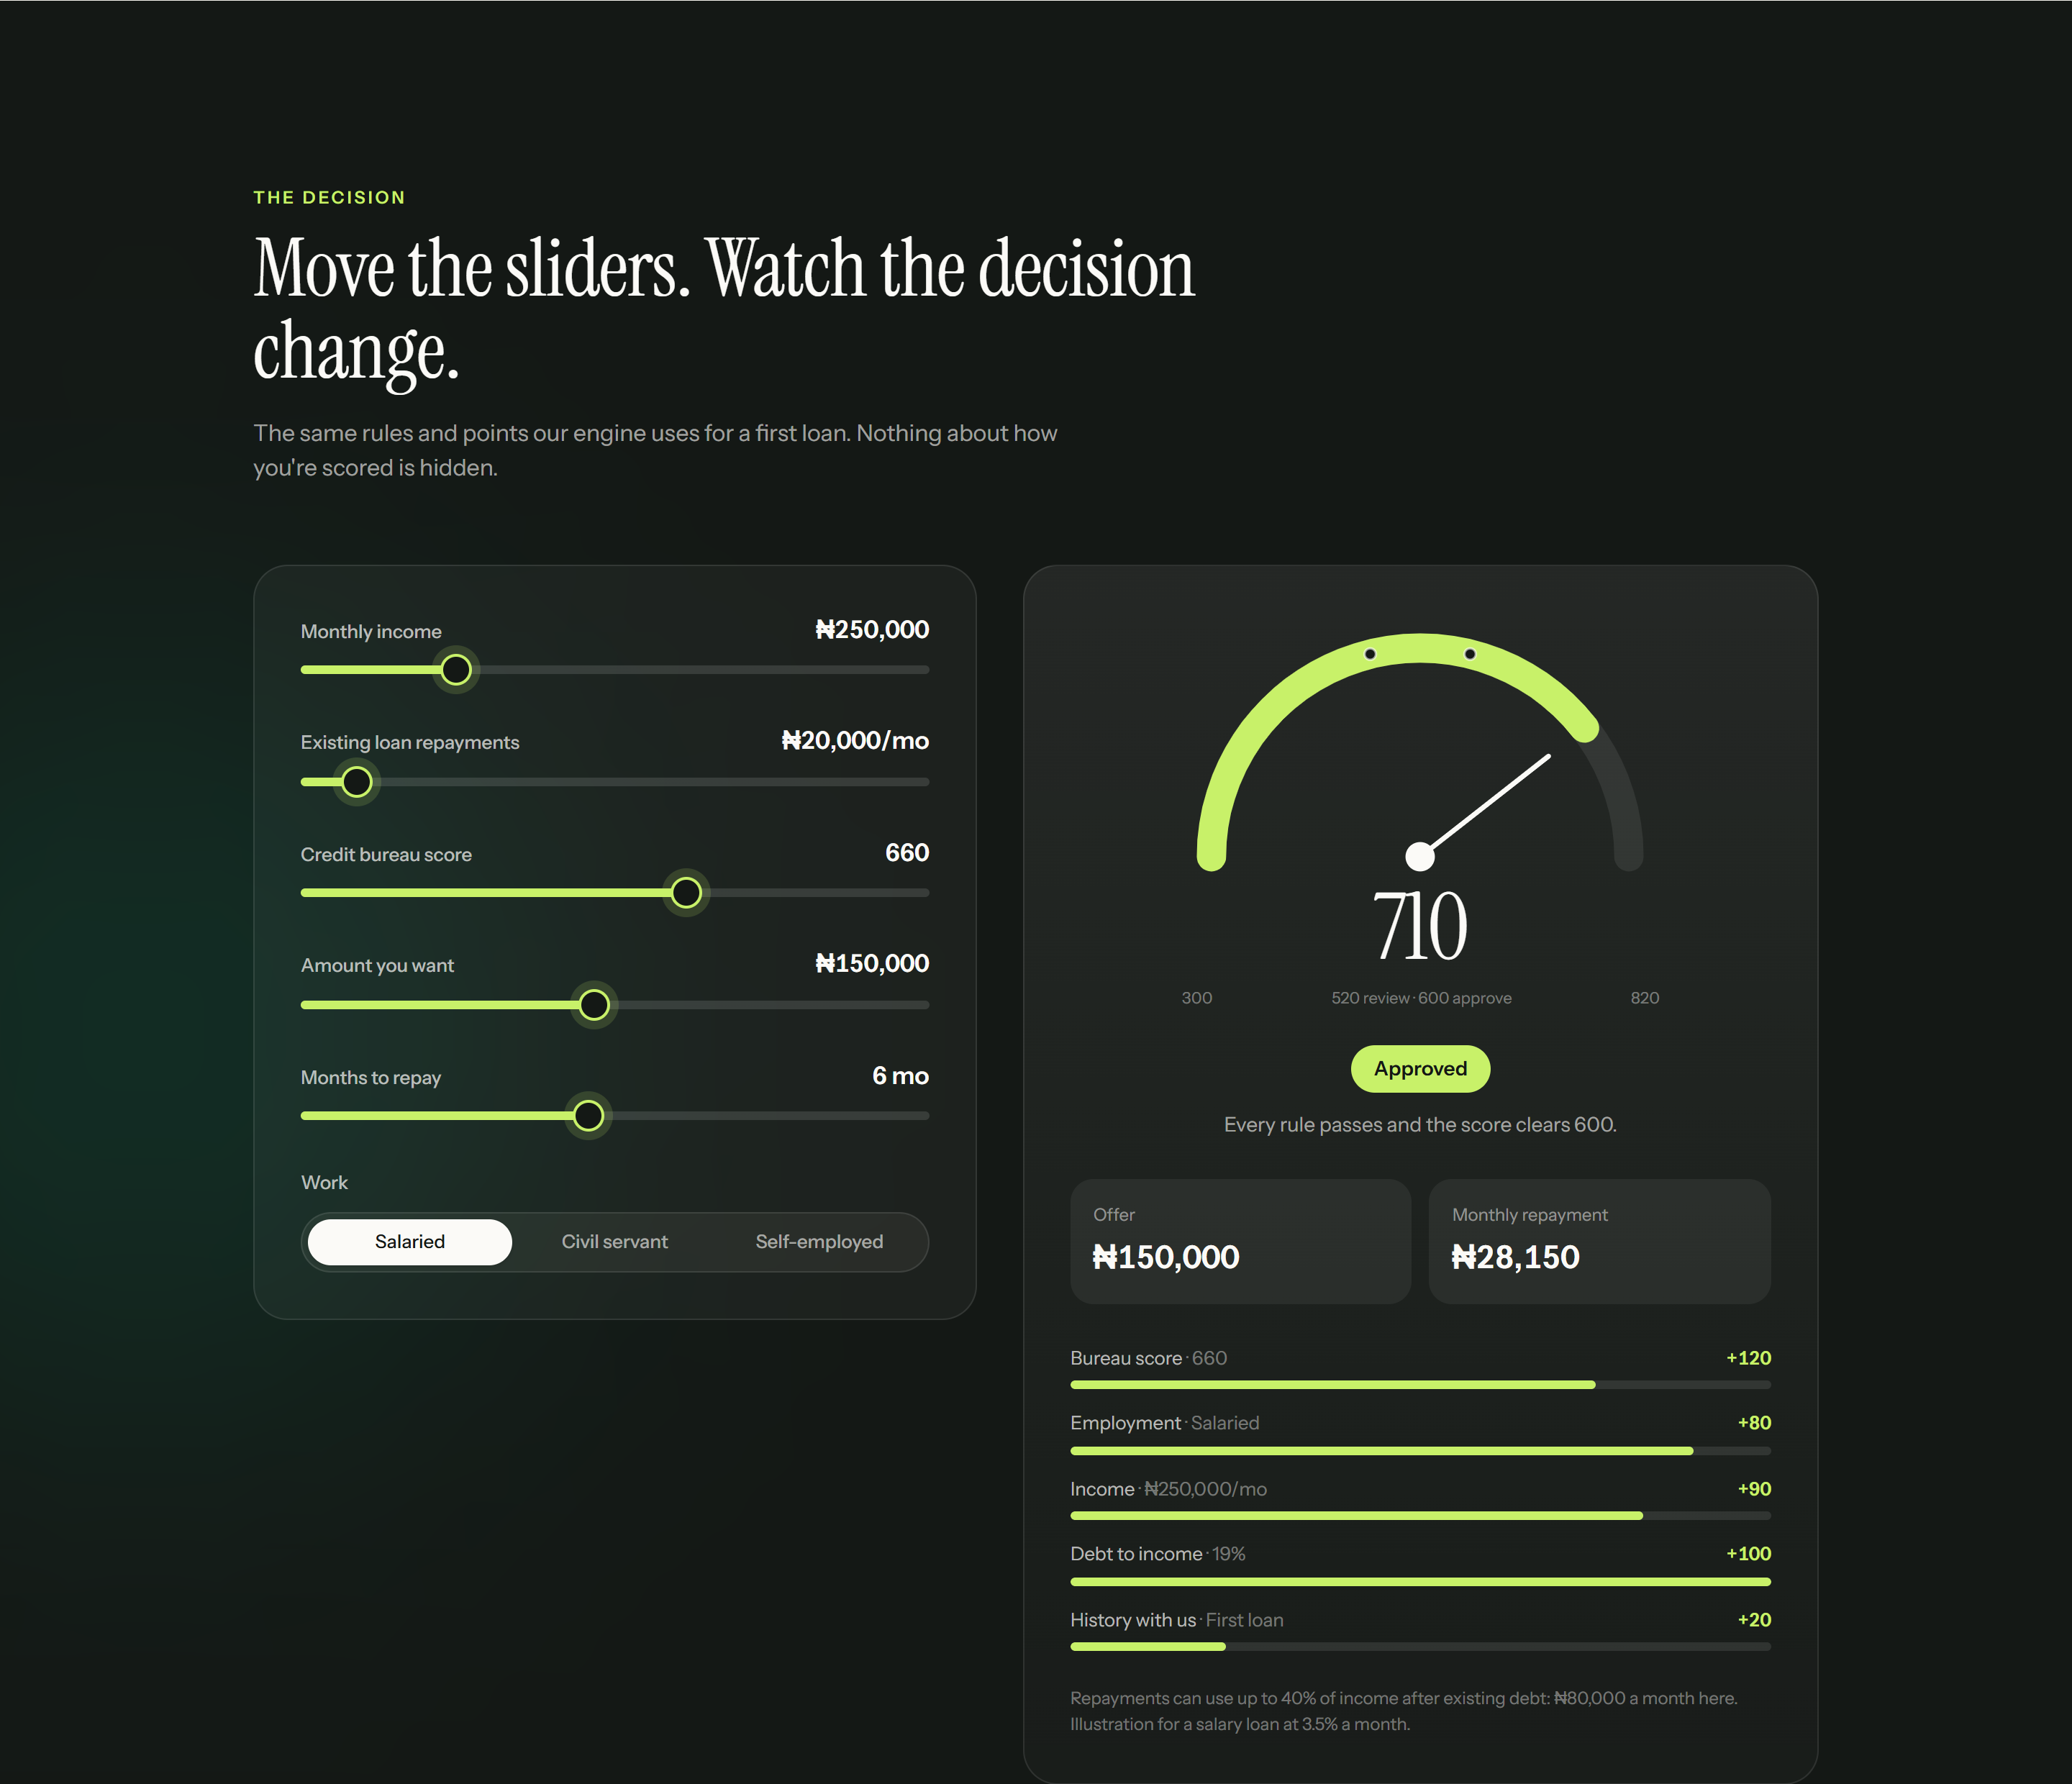 THE DECISION
Move the sliders. Watch the decision
change.
The same rules and points our engine uses for a first loan. Nothing about how
you're scored is hidden.
Monthly income
₦250,000
Existing loan repayments
₦20,000/mo
Credit bureau score
660
Amount you want
₦150,000
Months to repay
6 mo
Work
Salaried
Civil servant
Self-employed
710
300
520 review · 600 approve
820
Approved
Every rule passes and the score clears 600.
Offer
₦150,000
Monthly repayment
₦28,150
Bureau score · 660
+120
Employment · Salaried
+80
Income · ₦250,000/mo
+90
Debt to income · 19%
+100
History with us · First loan
+20
Repayments can use up to 40% of income after existing debt: ₦80,000 a month here.
Illustration for a salary loan at 3.5% a month.